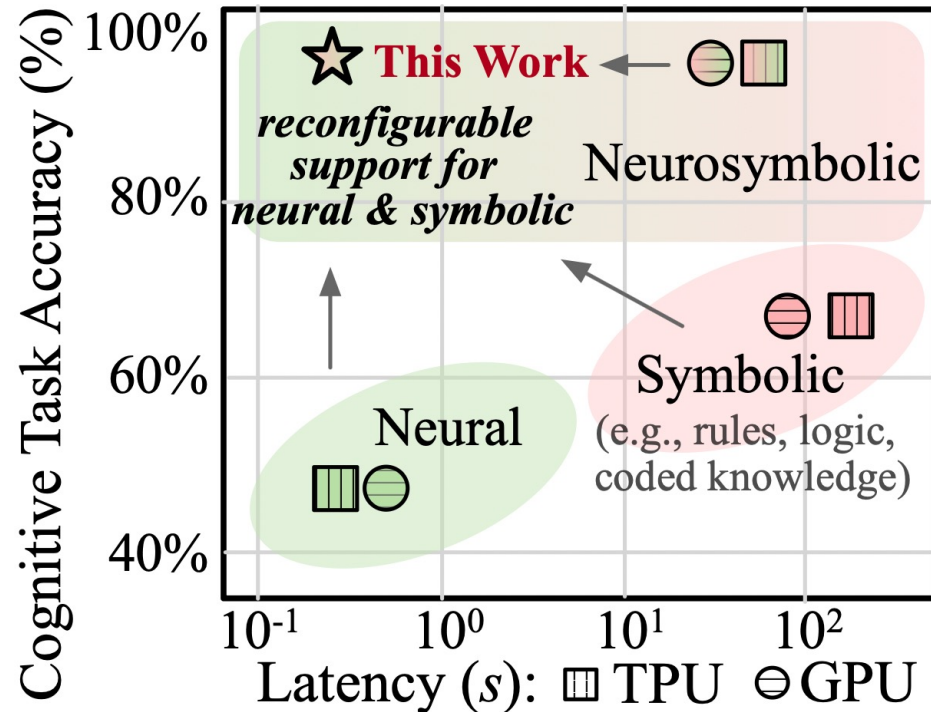 Cognitive Task Accuracy (%)
100%
80%
60%
40%
This Work
reconfigurable
support for
neural & symbolic
Neurosymbolic
Symbolic
(e.g., rules, logic,
coded knowledge)
Neural
10⁻¹
10⁰
10¹
10²
Latency (s): TPU GPU